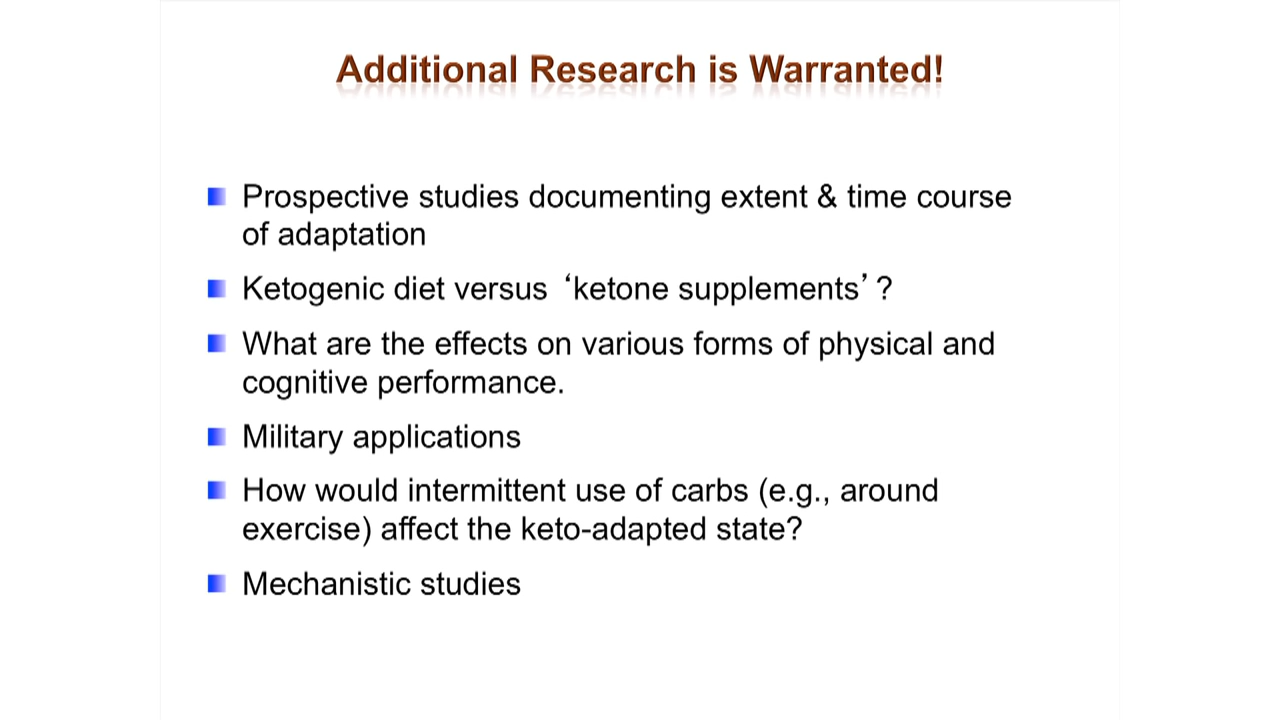 Additional Research is Warranted!
Prospective studies documenting extent & time course
of adaptation
Ketogenic diet versus ‘ketone supplements’?
What are the effects on various forms of physical and
cognitive performance.
Military applications
How would intermittent use of carbs (e.g., around
exercise) affect the keto-adapted state?
Mechanistic studies